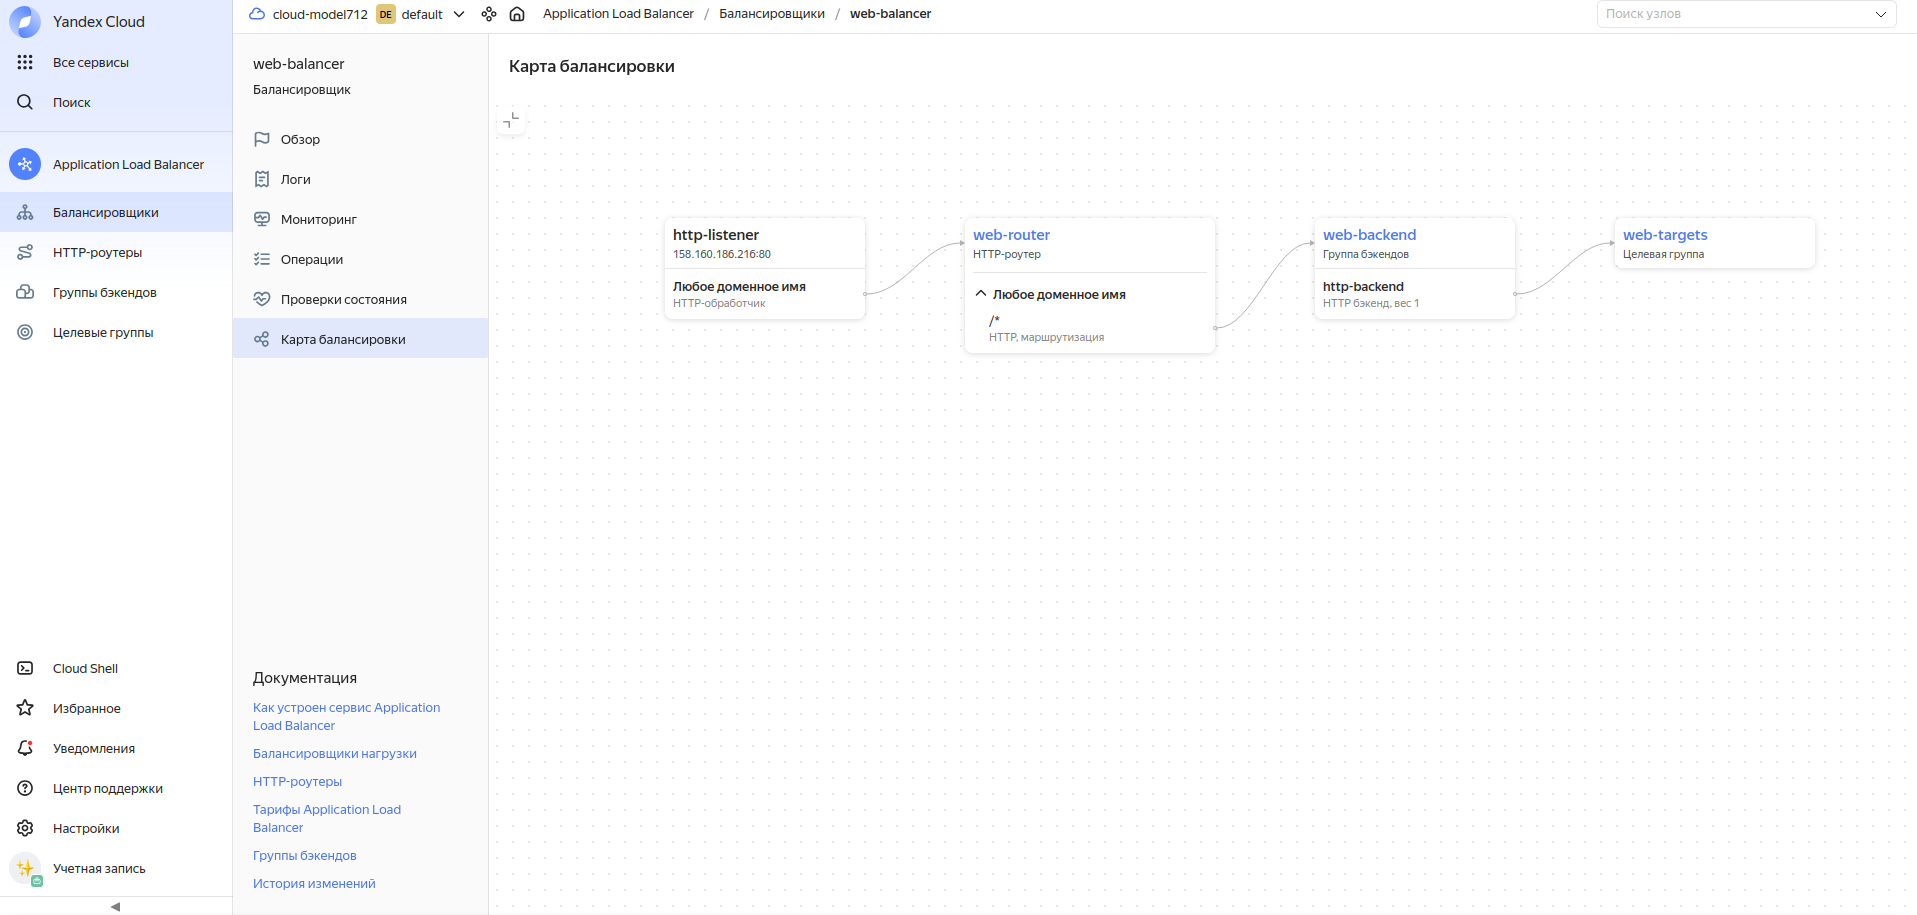 Yandex Cloud
Все сервисы
Поиск
Application Load Balancer
Балансировщики
HTTP-роутеры
Группы бэкендов
Целевые группы
Cloud Shell
Избранное
Уведомления
Центр поддержки
Настройки
Учетная запись
cloud-model712 DE default
Application Load Balancer / Балансировщики / web-balancer
Поиск узлов
web-balancer
Балансировщик
Обзор
Логи
Мониторинг
Операции
Проверки состояния
Карта балансировки
Документация
Как устроен сервис Application
Load Balancer
Балансировщики нагрузки
HTTP-роутеры
Тарифы Application Load
Balancer
Группы бэкендов
История изменений
Карта балансировки
http-listener
158.160.186.216:80
Любое доменное имя
HTTP-обработчик
web-router
HTTP-роутер
Любое доменное имя
/*
HTTP, маршрутизация
web-backend
Группа бэкендов
http-backend
HTTP бэкенд, вес 1
web-targets
Целевая группа